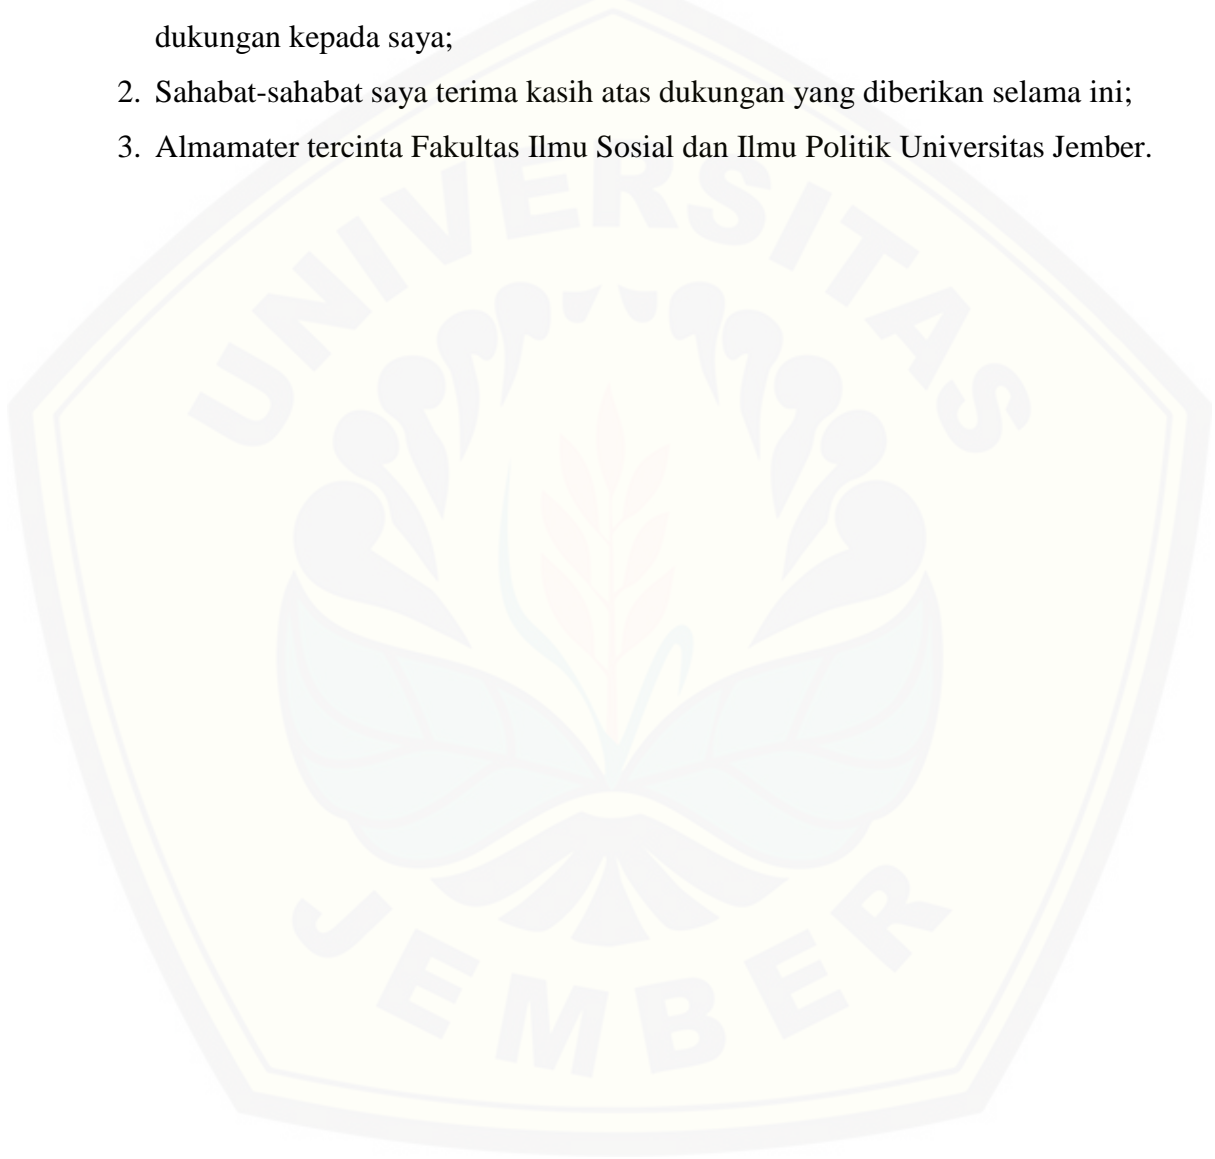 dukungan kepada saya;
2. Sahabat-sahabat saya terima kasih atas dukungan yang diberikan selama ini;
3. Almamater tercinta Fakultas Ilmu Sosial dan Ilmu Politik Universitas Jember.
UNIVERSITAS
JEMBER